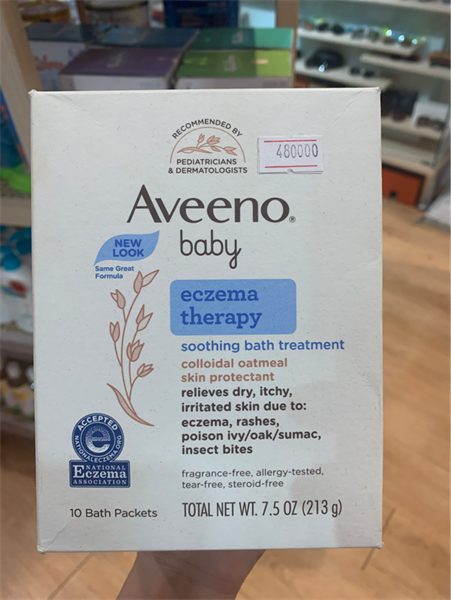 RECOMMENDED BY
PEDIATRICIANS
& DERMATOLOGISTS
480000
Aveeno®
baby
NEW
LOOK
Same Great
Formula
eczema
therapy
soothing bath treatment
colloidal oatmeal
skin protectant
relieves dry, itchy,
irritated skin due to:
eczema, rashes,
poison ivy/oak/sumac,
insect bites
ACCEPTED
NATIONALECZEMA.ORG
NATIONAL
Eczema
ASSOCIATION
fragrance-free, allergy-tested,
tear-free, steroid-free
10 Bath Packets
TOTAL NET WT. 7.5 OZ (213 g)